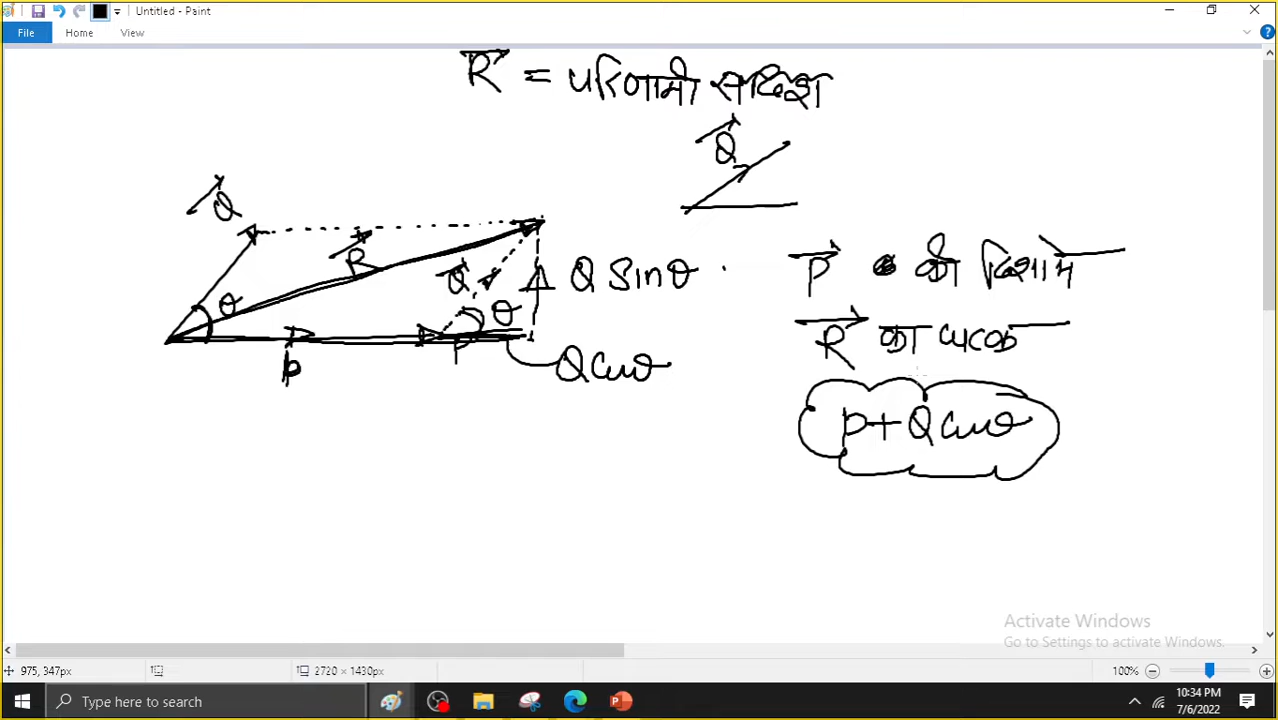 Untitled - Paint
File Home View
R = परिणामी सदिश
Q
Q
R
Q
θ
θ
Q Sinθ
P
P
Q cosθ
P की दिशा में
R का घटक
P + Q cosθ
Activate Windows
Go to Settings to activate Windows.
975, 347px
2720 × 1430px
100%
Type here to search
10:34 PM
7/6/2022